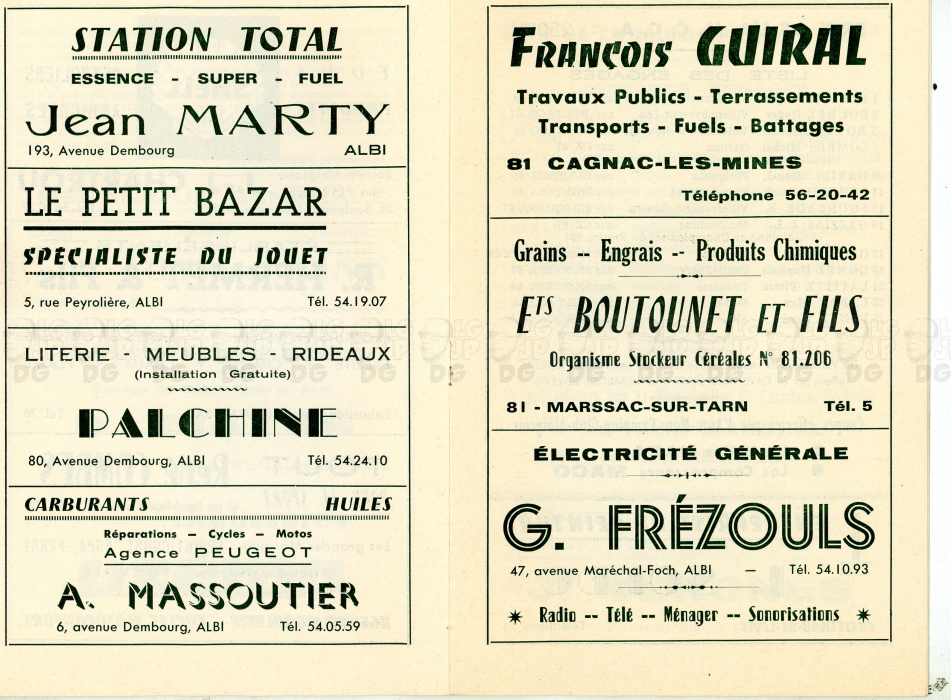 STATION TOTAL
ESSENCE - SUPER - FUEL
Jean MARTY
193, Avenue Dembourg ALBI
LE PETIT BAZAR
SPÉCIALISTE DU JOUET
5, rue Peyrolière, ALBI Tél. 54.19.07
LITERIE MEUBLES - RIDEAUX
(Installation Gratuite)
PALCHINE
80, Avenue Dembourg, ALBI Tél. 54.24.10
CARBURANTS HUILES
Réparations — Cycles — Motos
Agence PEUGEOT
A. MASSOUTIER
6, avenue Dembourg, ALBI Tél. 54.05.59
FRANÇOIS GUIRAL
Travaux Publics - Terrassements
Transports - Fuels - Battages
81 CAGNAC-LES-MINES
Téléphone 56-20-42
Grains -- Engrais -- Produits Chimiques
ETS BOUTOUNET ET FILS
Organisme Stockeur Céréales N° 81.206
81 - MARSSAC-SUR-TARN Tél. 5
ÉLECTRICITÉ GÉNÉRALE
G. FRÉZOULS
47, avenue Maréchal-Foch, ALBI — Tél. 54.10.93
Radio -- Télé -- Ménager -- Sonorisations